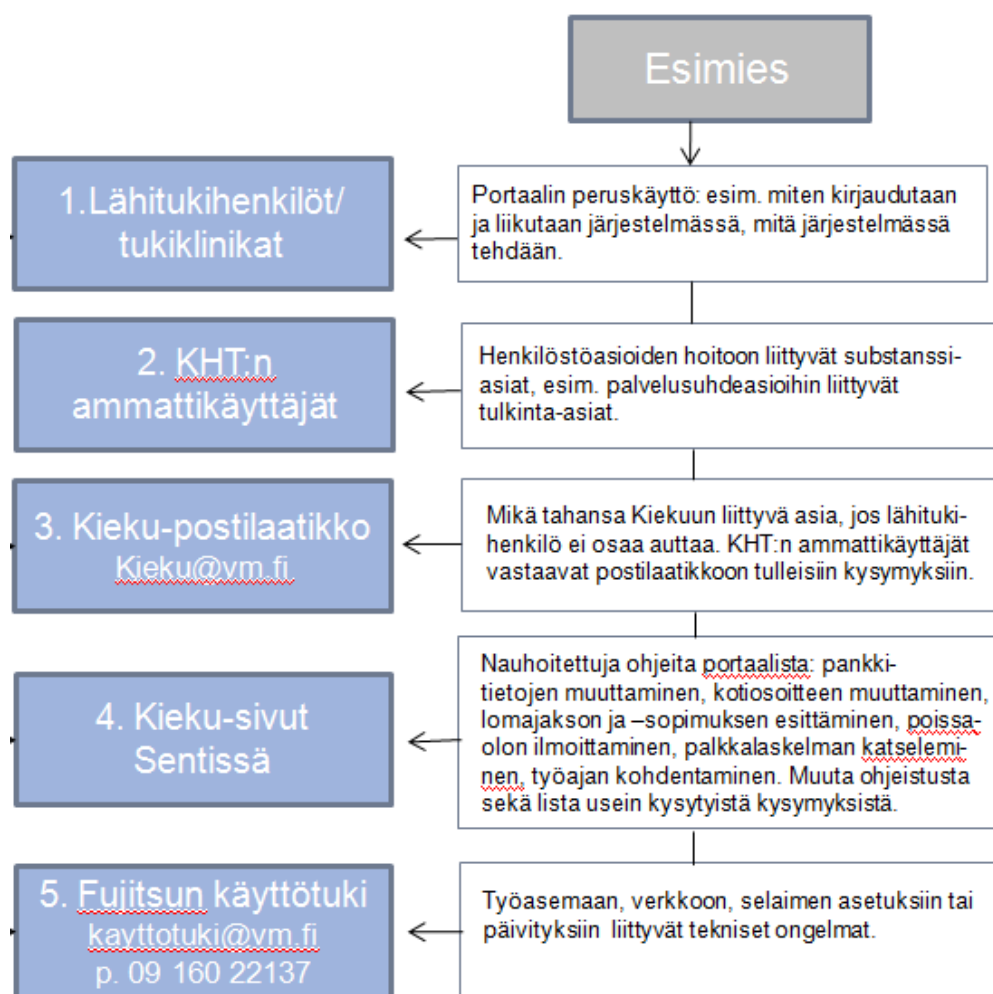 Esimies
1.Lähitukihenkilöt/
tukiklinikat
Portaalin peruskäyttö: esim. miten kirjaudutaan
ja liikutaan järjestelmässä, mitä järjestelmässä
tehdään.
2. KHT:n
ammattikäyttäjät
Henkilöstöasioiden hoitoon liittyvät substanssi-
asiat, esim. palvelusuhdeasioihin liittyvät
tulkinta-asiat.
3. Kieku-postilaatikko
Kieku@vm.fi
Mikä tahansa Kiekuun liittyvä asia, jos lähituki-
henkilö ei osaa auttaa. KHT:n ammattikäyttäjät
vastaavat postilaatikkoon tulleisiin kysymyksiin.
4. Kieku-sivut
Sentissä
Nauhoitettuja ohjeita portaalista: pankki-
tietojen muuttaminen, kotiosoitteen muuttaminen,
lomajakson ja –sopimuksen esittäminen, poissa-
olon ilmoittaminen, palkkalaskelman katselemi-
nen, työajan kohdentaminen. Muuta ohjeistusta
sekä lista usein kysytyistä kysymyksistä.
5. Fujitsun käyttötuki
kayttotuki@vm.fi
p. 09 160 22137
Työasemaan, verkkoon, selaimen asetuksiin tai
päivityksiin liittyvät tekniset ongelmat.